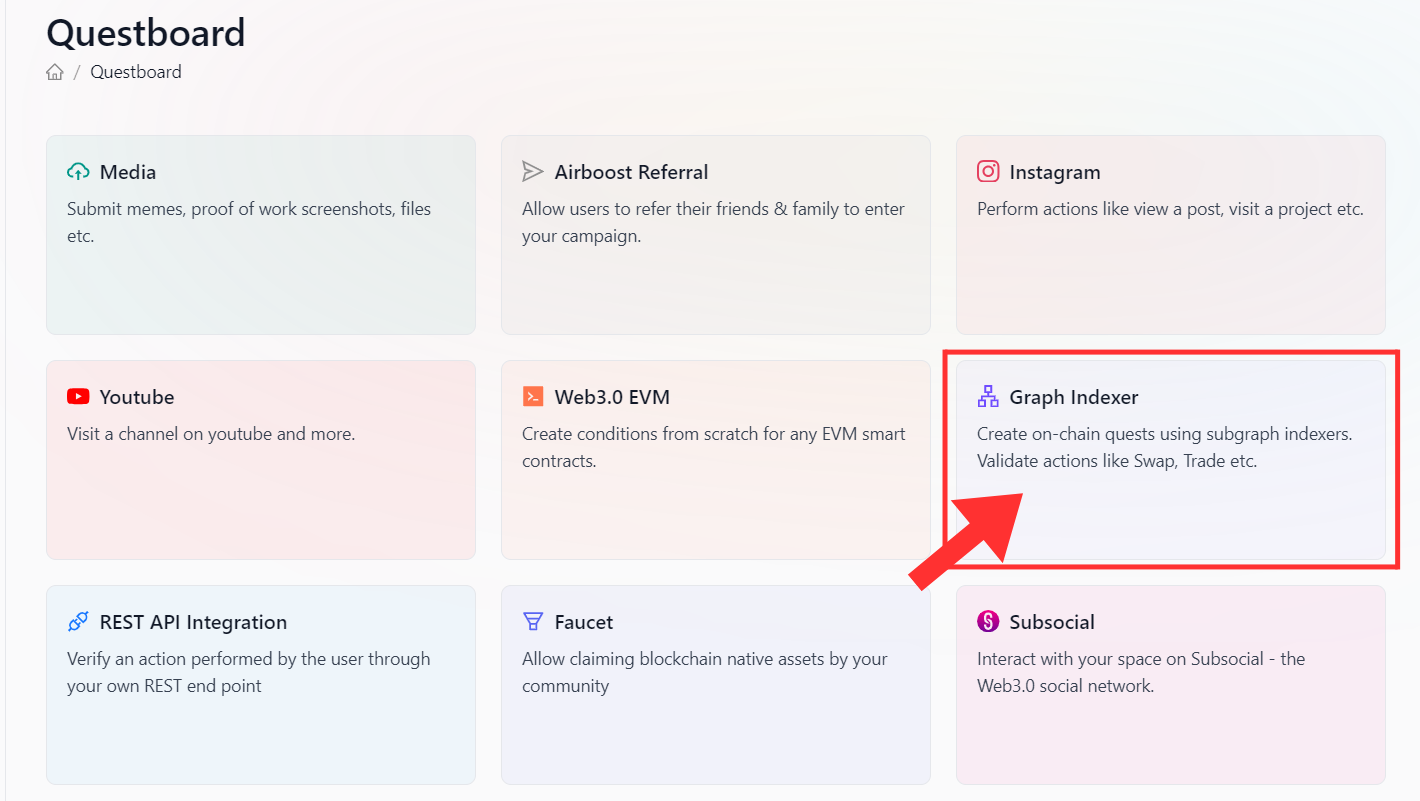 Questboard
/ Questboard
Media
Submit memes, proof of work screenshots, files
etc.
Airboost Referral
Allow users to refer their friends & family to enter
your campaign.
Instagram
Perform actions like view a post, visit a project etc.
Youtube
Visit a channel on youtube and more.
Web3.0 EVM
Create conditions from scratch for any EVM smart
contracts.
Graph Indexer
Create on-chain quests using subgraph indexers.
Validate actions like Swap, Trade etc.
REST API Integration
Verify an action performed by the user through
your own REST end point
Faucet
Allow claiming blockchain native assets by your
community
Subsocial
Interact with your space on Subsocial - the
Web3.0 social network.